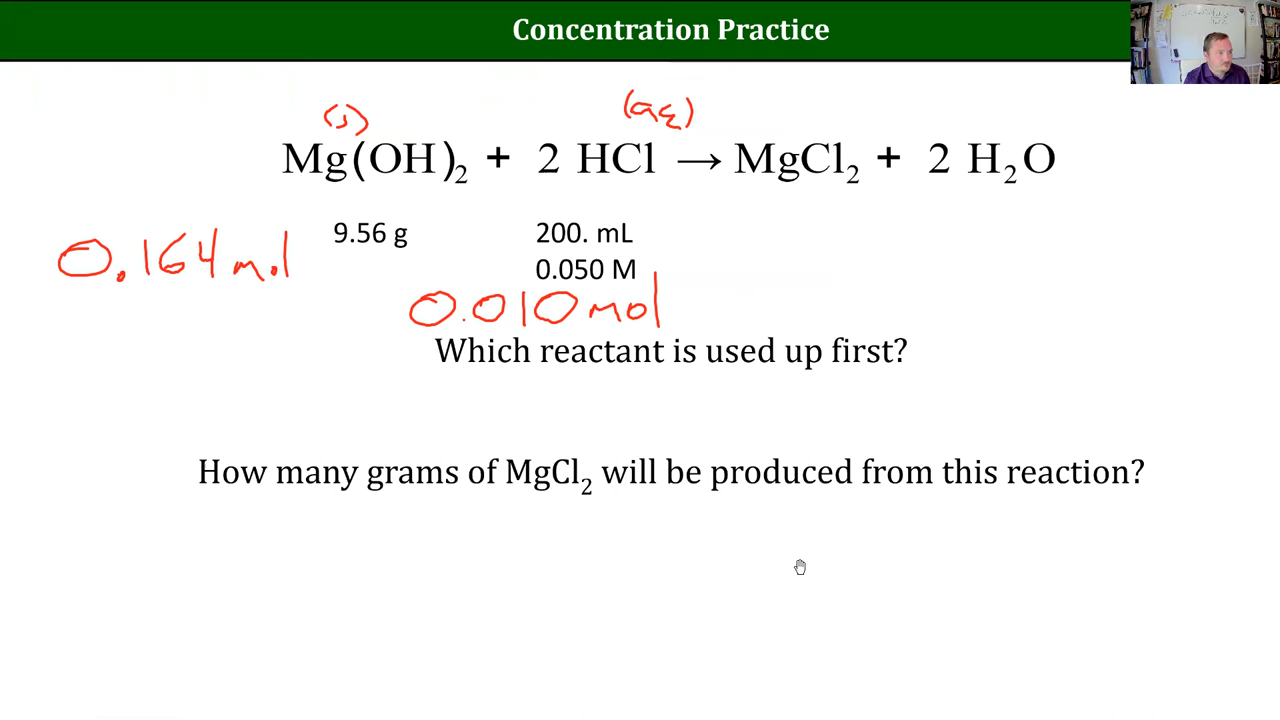 Concentration Practice
(s) (aq)
Mg(OH)₂ + 2 HCl → MgCl₂ + 2 H₂O
9.56 g 200. mL
0.164 mol 0.050 M
0.010 mol
Which reactant is used up first?
How many grams of MgCl₂ will be produced from this reaction?